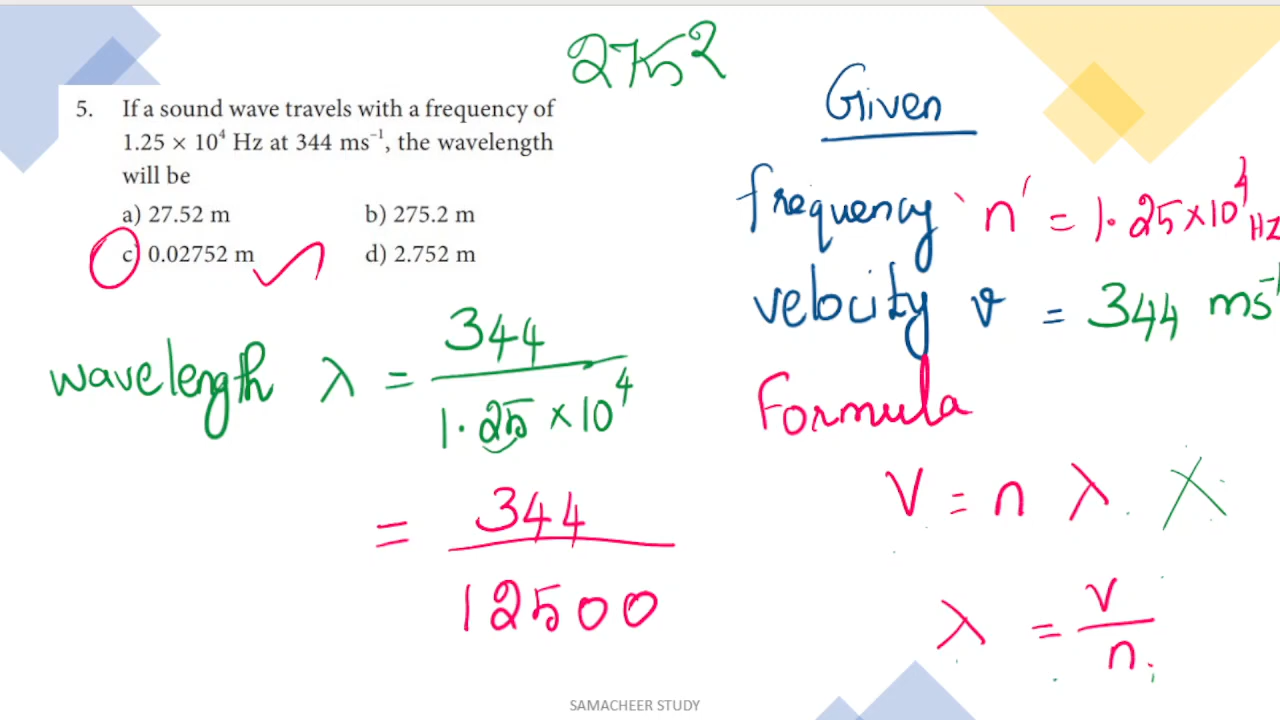 2752
5. If a sound wave travels with a frequency of
1.25 × 10⁴ Hz at 344 ms⁻¹, the wavelength
will be
a) 27.52 m b) 275.2 m
c) 0.02752 m d) 2.752 m
wavelength λ = 344 / 1.25 × 10⁴
= 344 / 12500
Given
frequency 'n' = 1.25 × 10⁴ HZ
velocity v = 344 ms⁻¹
Formula
V = n λ
λ = v / n
SAMACHEER STUDY